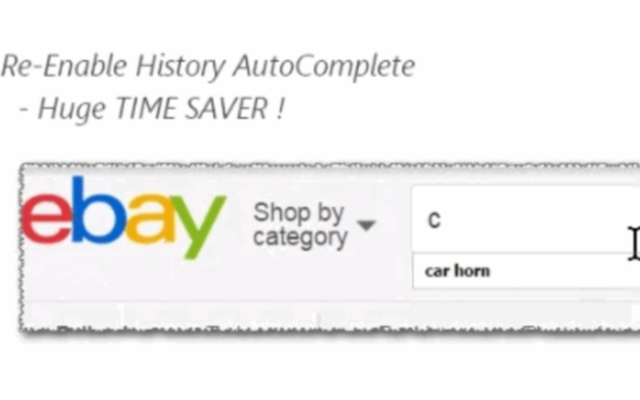 Re-Enable History AutoComplete
- Huge TIME SAVER !
ebay
Shop by
category
c
car horn